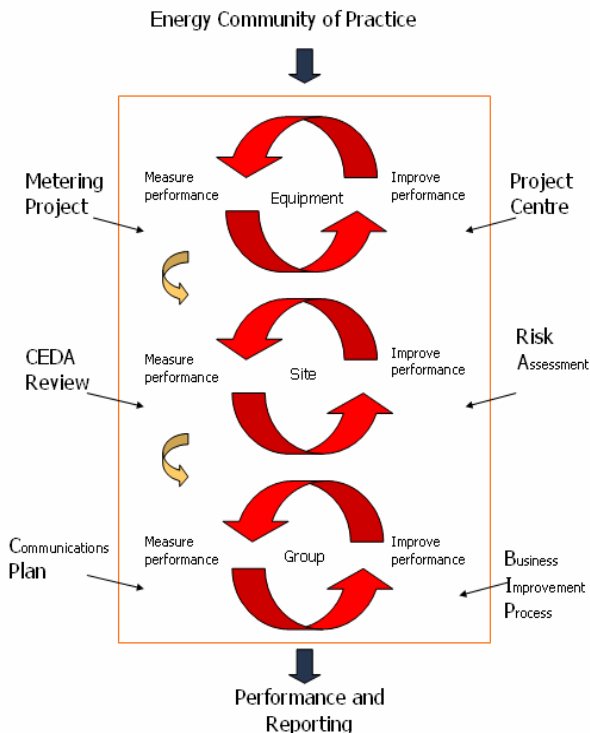 Energy Community of Practice
Metering
Project
Measure
performance
Equipment
Improve
performance
Project
Centre
CEDA
Review
Measure
performance
Site
Improve
performance
Risk
Assessment
Communications
Plan
Measure
performance
Group
Improve
performance
Business
Improvement
Process
Performance and
Reporting